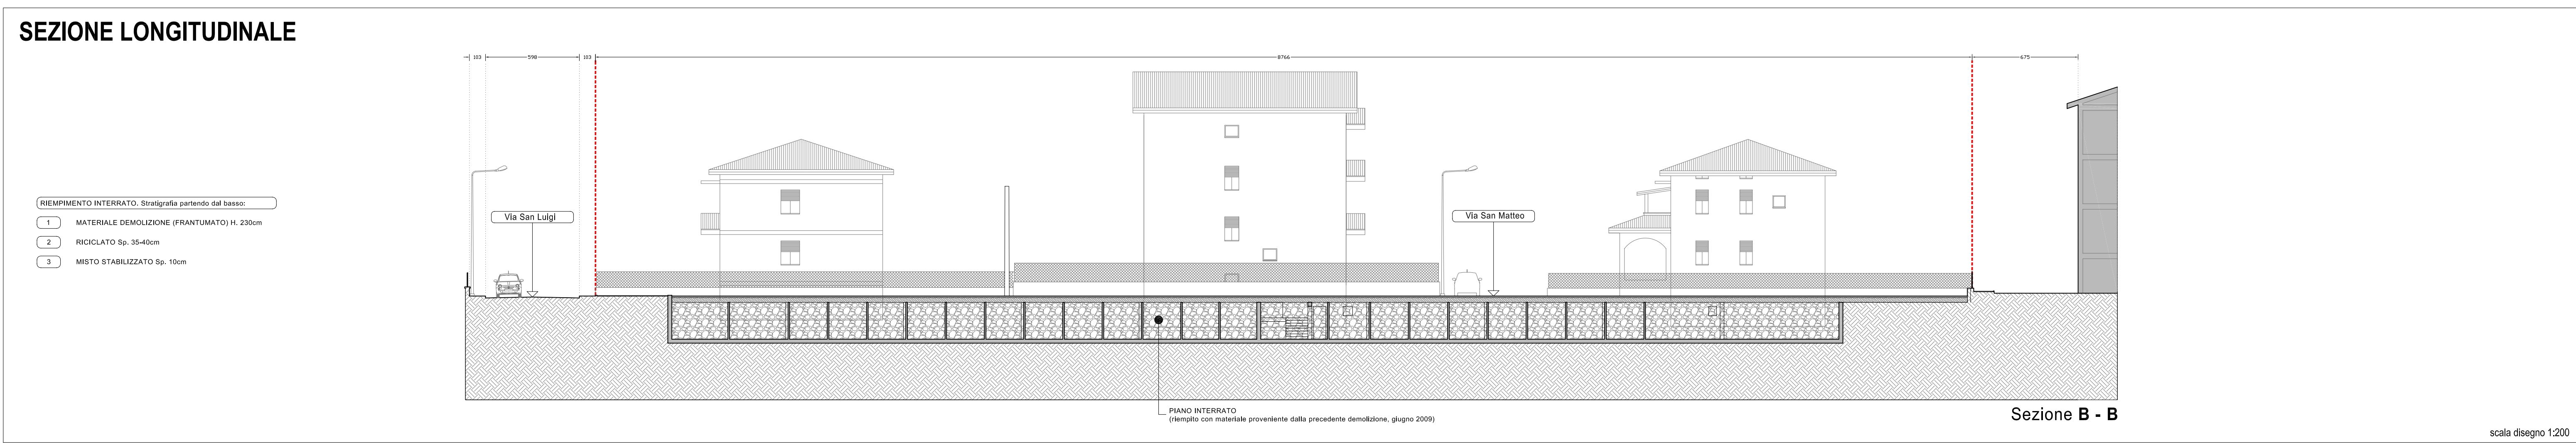 SEZIONE LONGITUDINALE
103 598 103 8766 675
RIEMPIMENTO INTERRATO. Stratigrafia partendo dal basso:
1 MATERIALE DEMOLIZIONE (FRANTUMATO) H. 230cm
2 RICICLATO Sp. 35-40cm
3 MISTO STABILIZZATO Sp. 10cm
Via San Luigi
Via San Matteo
PIANO INTERRATO
(riempito con materiale proveniente dalla precedente demolizione, giugno 2009)
Sezione B - B
scala disegno 1:200